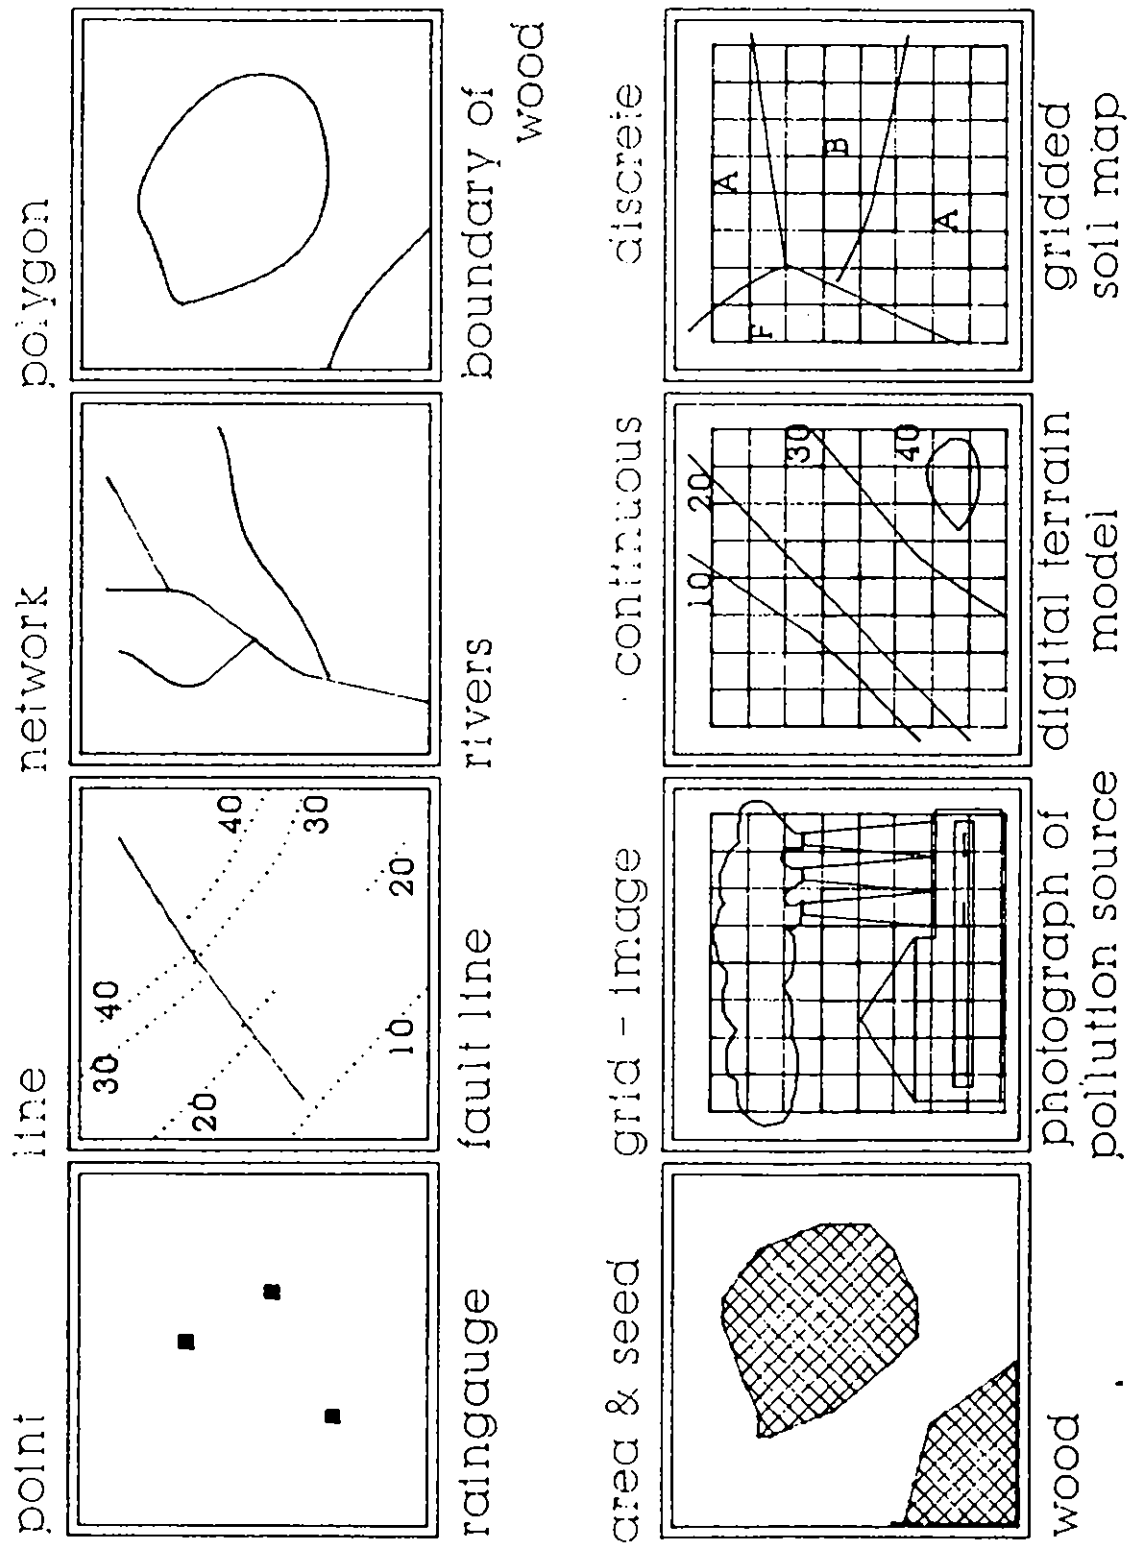 point
line
network
polygon
30
40
20
10
40
30
20
raingauge
fault line
rivers
boundary of
wood
area & seed
grid - image
continuous
discrete
10
20
30
40
F
A
B
A
wood
photograph of
pollution source
digital terrain
model
gridded
soli map